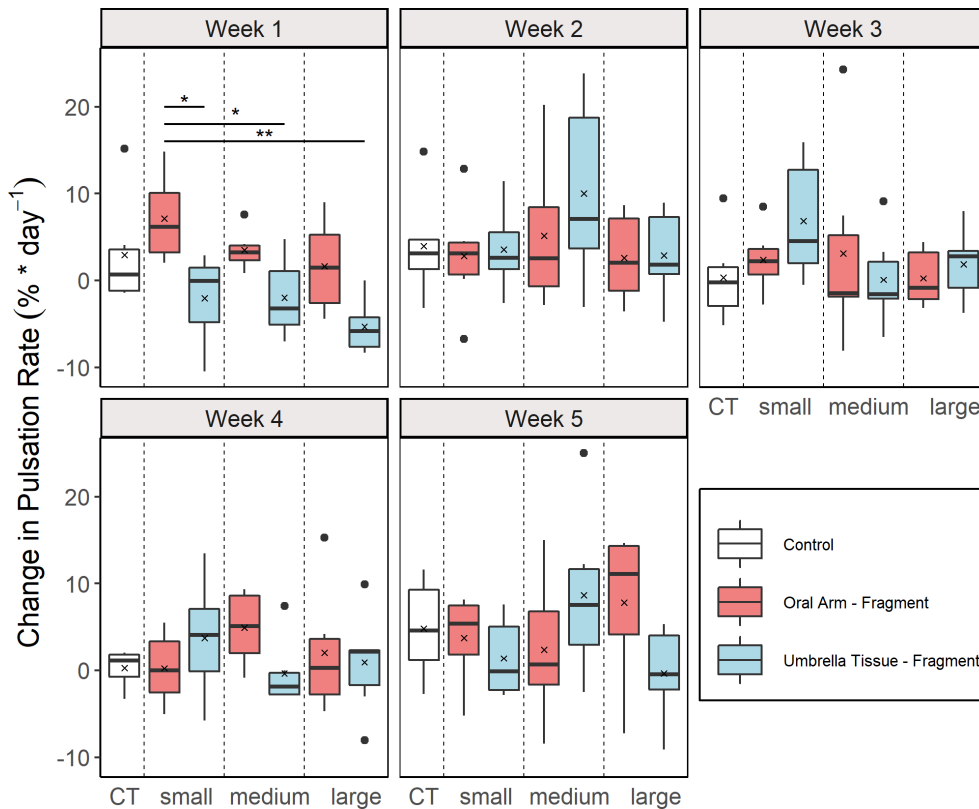 Week 1
Week 2
Week 3
Change in Pulsation Rate (% * day⁻¹)
20
10
0
-10
*
*
**
CT small medium large
Week 4
Week 5
20
10
0
-10
CT small medium large
CT small medium large
Control
Oral Arm - Fragment
Umbrella Tissue - Fragment